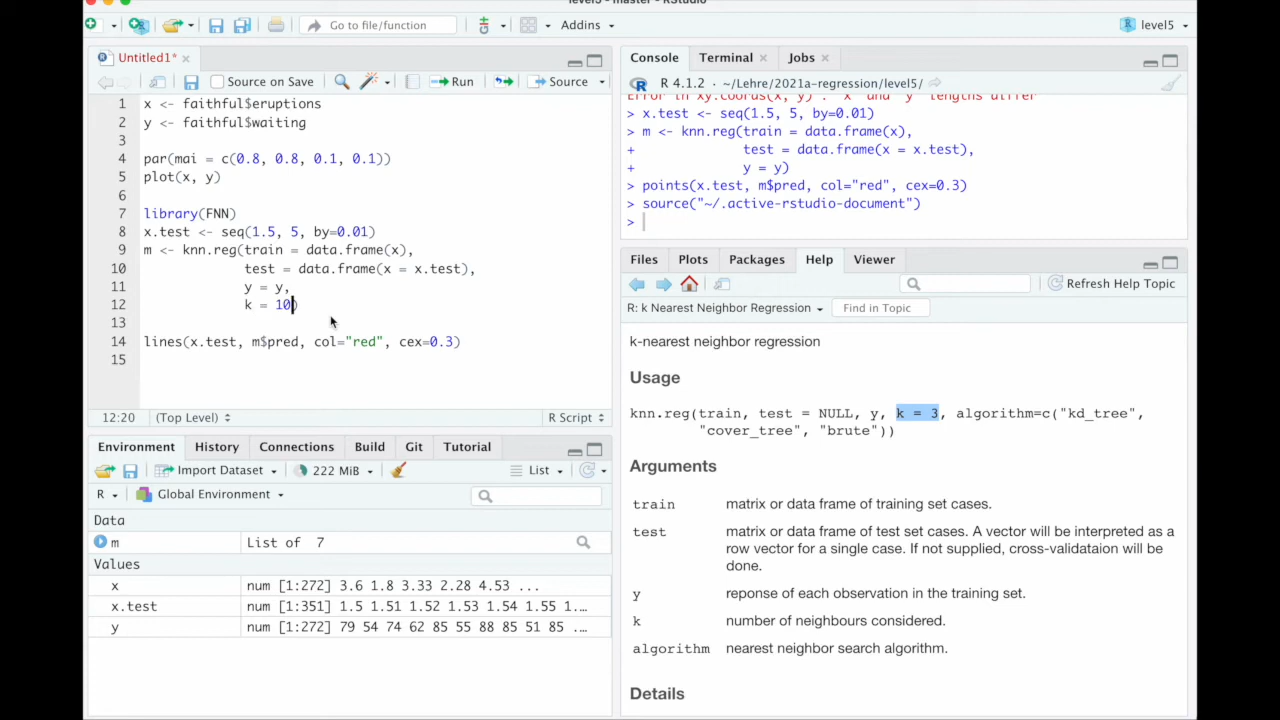 level5 - master - RStudio
Go to file/function
Addins
level5
Untitled1*
Source on Save
Run
Source
1 x <- faithful$eruptions
2 y <- faithful$waiting
3
4 par(mai = c(0.8, 0.8, 0.1, 0.1))
5 plot(x, y)
6
7 library(FNN)
8 x.test <- seq(1.5, 5, by=0.01)
9 m <- knn.reg(train = data.frame(x),
10 test = data.frame(x = x.test),
11 y = y,
12 k = 10)
13
14 lines(x.test, m$pred, col="red", cex=0.3)
15
12:20 (Top Level) R Script
Environment History Connections Build Git Tutorial
Import Dataset 222 MiB List
R Global Environment
Data
m List of 7
Values
x num [1:272] 3.6 1.8 3.33 2.28 4.53 ...
x.test num [1:351] 1.5 1.51 1.52 1.53 1.54 1.55 1...
y num [1:272] 79 54 74 62 85 55 88 85 51 85 ...
Console Terminal Jobs
R 4.1.2 · ~/Lehre/2021a-regression/level5/
Error in xy.coords(x, y) : 'x' and 'y' lengths differ
> x.test <- seq(1.5, 5, by=0.01)
> m <- knn.reg(train = data.frame(x),
+ test = data.frame(x = x.test),
+ y = y)
> points(x.test, m$pred, col="red", cex=0.3)
> source("~/.active-rstudio-document")
>
Files Plots Packages Help Viewer
Refresh Help Topic
R: k Nearest Neighbor Regression Find in Topic
k-nearest neighbor regression
Usage
knn.reg(train, test = NULL, y, k = 3, algorithm=c("kd_tree",
"cover_tree", "brute"))
Arguments
train matrix or data frame of training set cases.
test matrix or data frame of test set cases. A vector will be interpreted as a
row vector for a single case. If not supplied, cross-validataion will be
done.
y reponse of each observation in the training set.
k number of neighbours considered.
algorithm nearest neighbor search algorithm.
Details